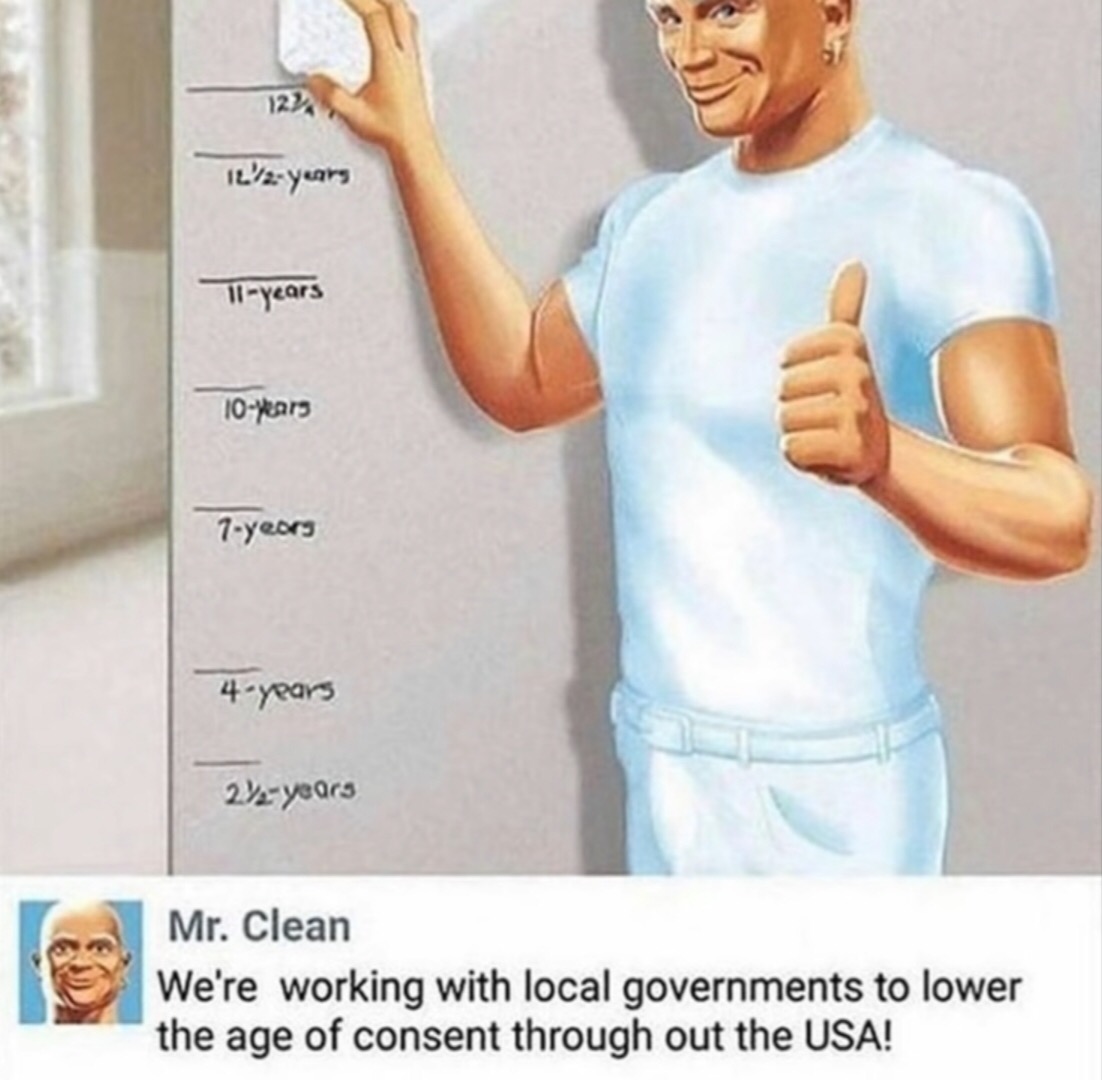 12¾
12½-years
11-years
10-years
7-years
4-years
2½-years
Mr. Clean
We're working with local governments to lower
the age of consent through out the USA!